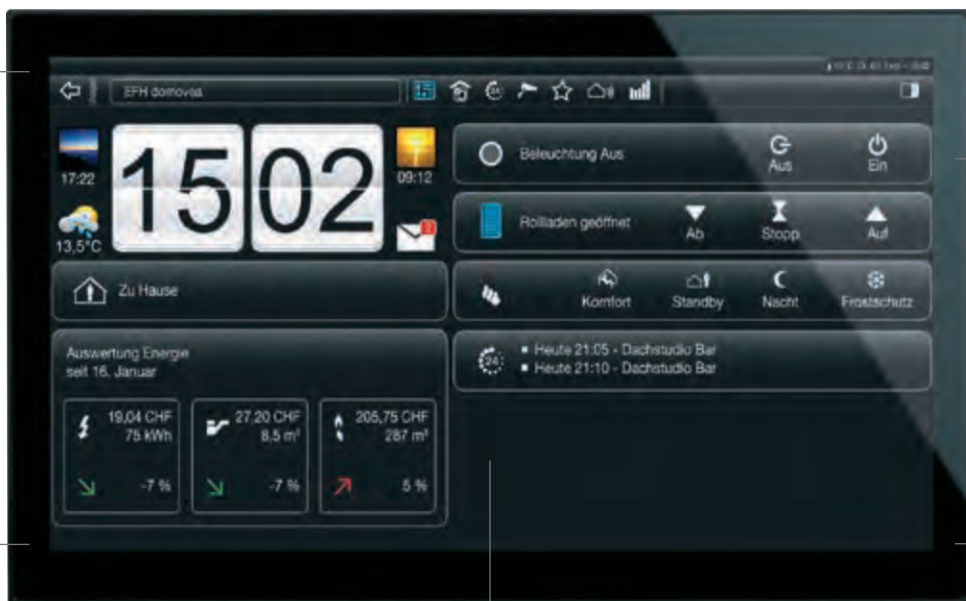 EFH domovea
24
17:22
15 02
09:12
13,5°C
Zu Hause
Auswertung Energie
seit 16. Januar
19,04 CHF
75 kWh
-7 %
27,20 CHF
8,5 m³
-7 %
205,75 CHF
287 m³
5 %
Beleuchtung Aus
Aus
Ein
Rollladen geöffnet
Ab
Stopp
Auf
Komfort
Standby
Nacht
Frostschutz
24
Heute 21:05 - Dachstudio Bar
Heute 21:10 - Dachstudio Bar